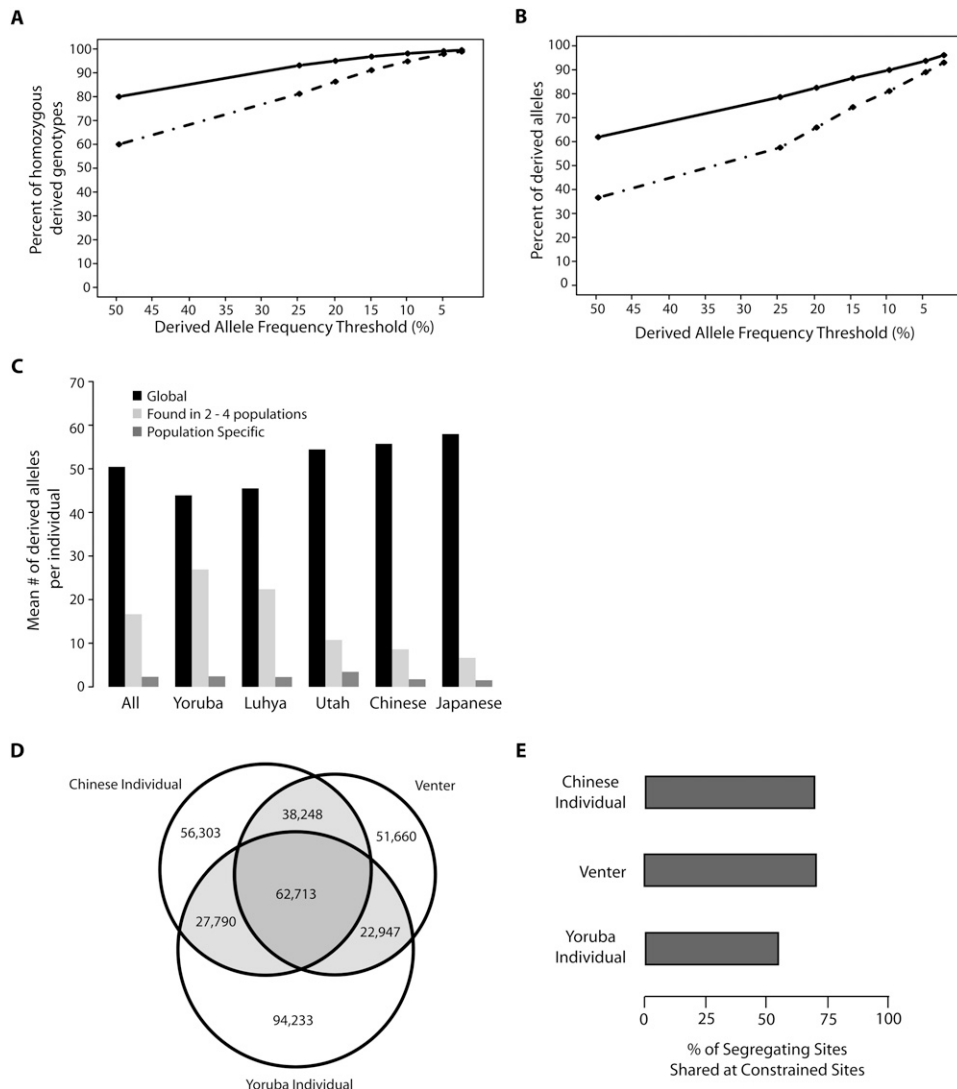 A
Percent of homozygous
derived genotypes
100
90
80
70
60
50
40
30
20
10
0
50 45 40 35 30 25 20 15 10 5
Derived Allele Frequency Threshold (%)
B
Percent of derived alleles
100
90
80
70
60
50
40
30
20
10
0
50 45 40 35 30 25 20 15 10 5
Derived Allele Frequency Threshold (%)
C
Mean # of derived alleles
per individual
70
60
50
40
30
20
10
0
Global
Found in 2 - 4 populations
Population Specific
All Yoruba Luhya Utah Chinese Japanese
D
Chinese Individual
Venter
38,248
56,303
51,660
62,713
27,790
22,947
94,233
Yoruba Individual
E
Chinese
Individual
Venter
Yoruba
Individual
0 25 50 75 100
% of Segregating Sites
Shared at Constrained Sites